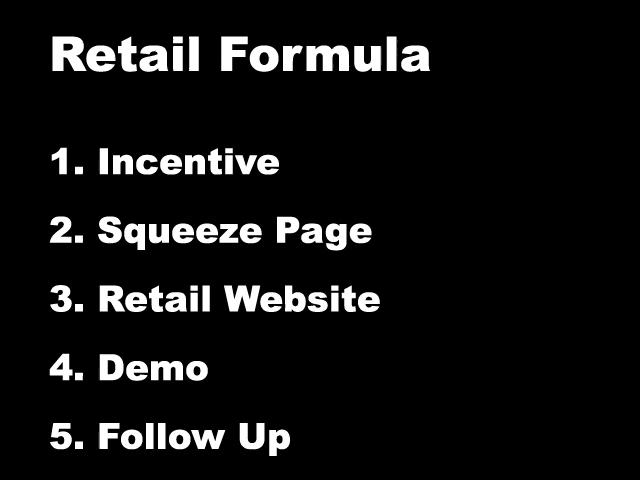 Retail Formula
1. Incentive
2. Squeeze Page
3. Retail Website
4. Demo
5. Follow Up